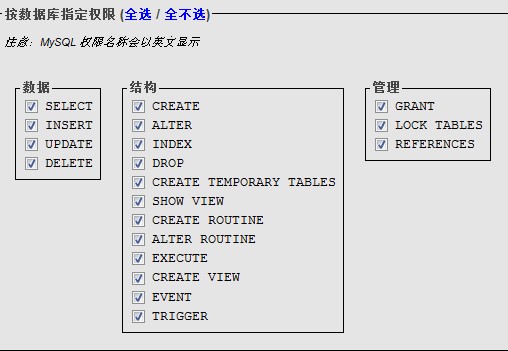 按数据库指定权限 (全选 / 全不选)
注意: MySQL 权限名称会以英文显示
数据
SELECT
INSERT
UPDATE
DELETE
结构
CREATE
ALTER
INDEX
DROP
CREATE TEMPORARY TABLES
SHOW VIEW
CREATE ROUTINE
ALTER ROUTINE
EXECUTE
CREATE VIEW
EVENT
TRIGGER
管理
GRANT
LOCK TABLES
REFERENCES